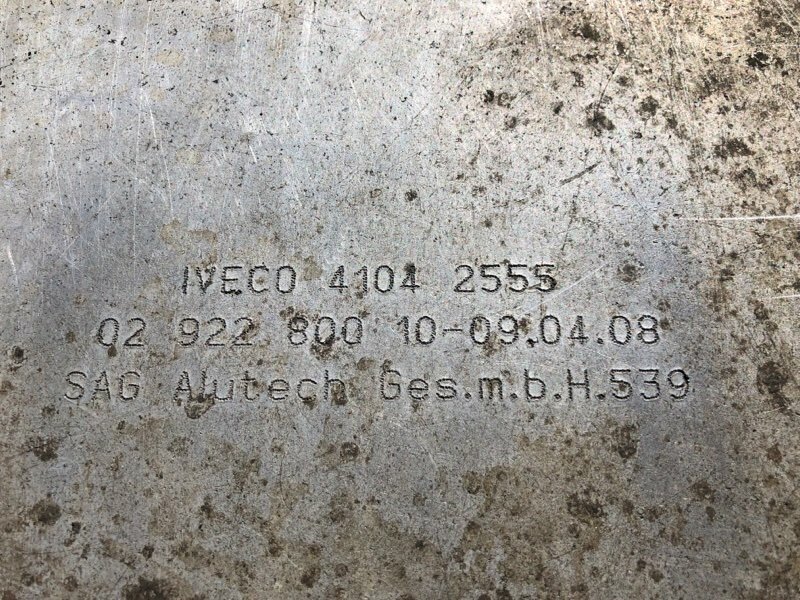 IVECO 4104 2555
02 922 800 10-09.04.08
SAG Alutech Ges.m.b.H.539